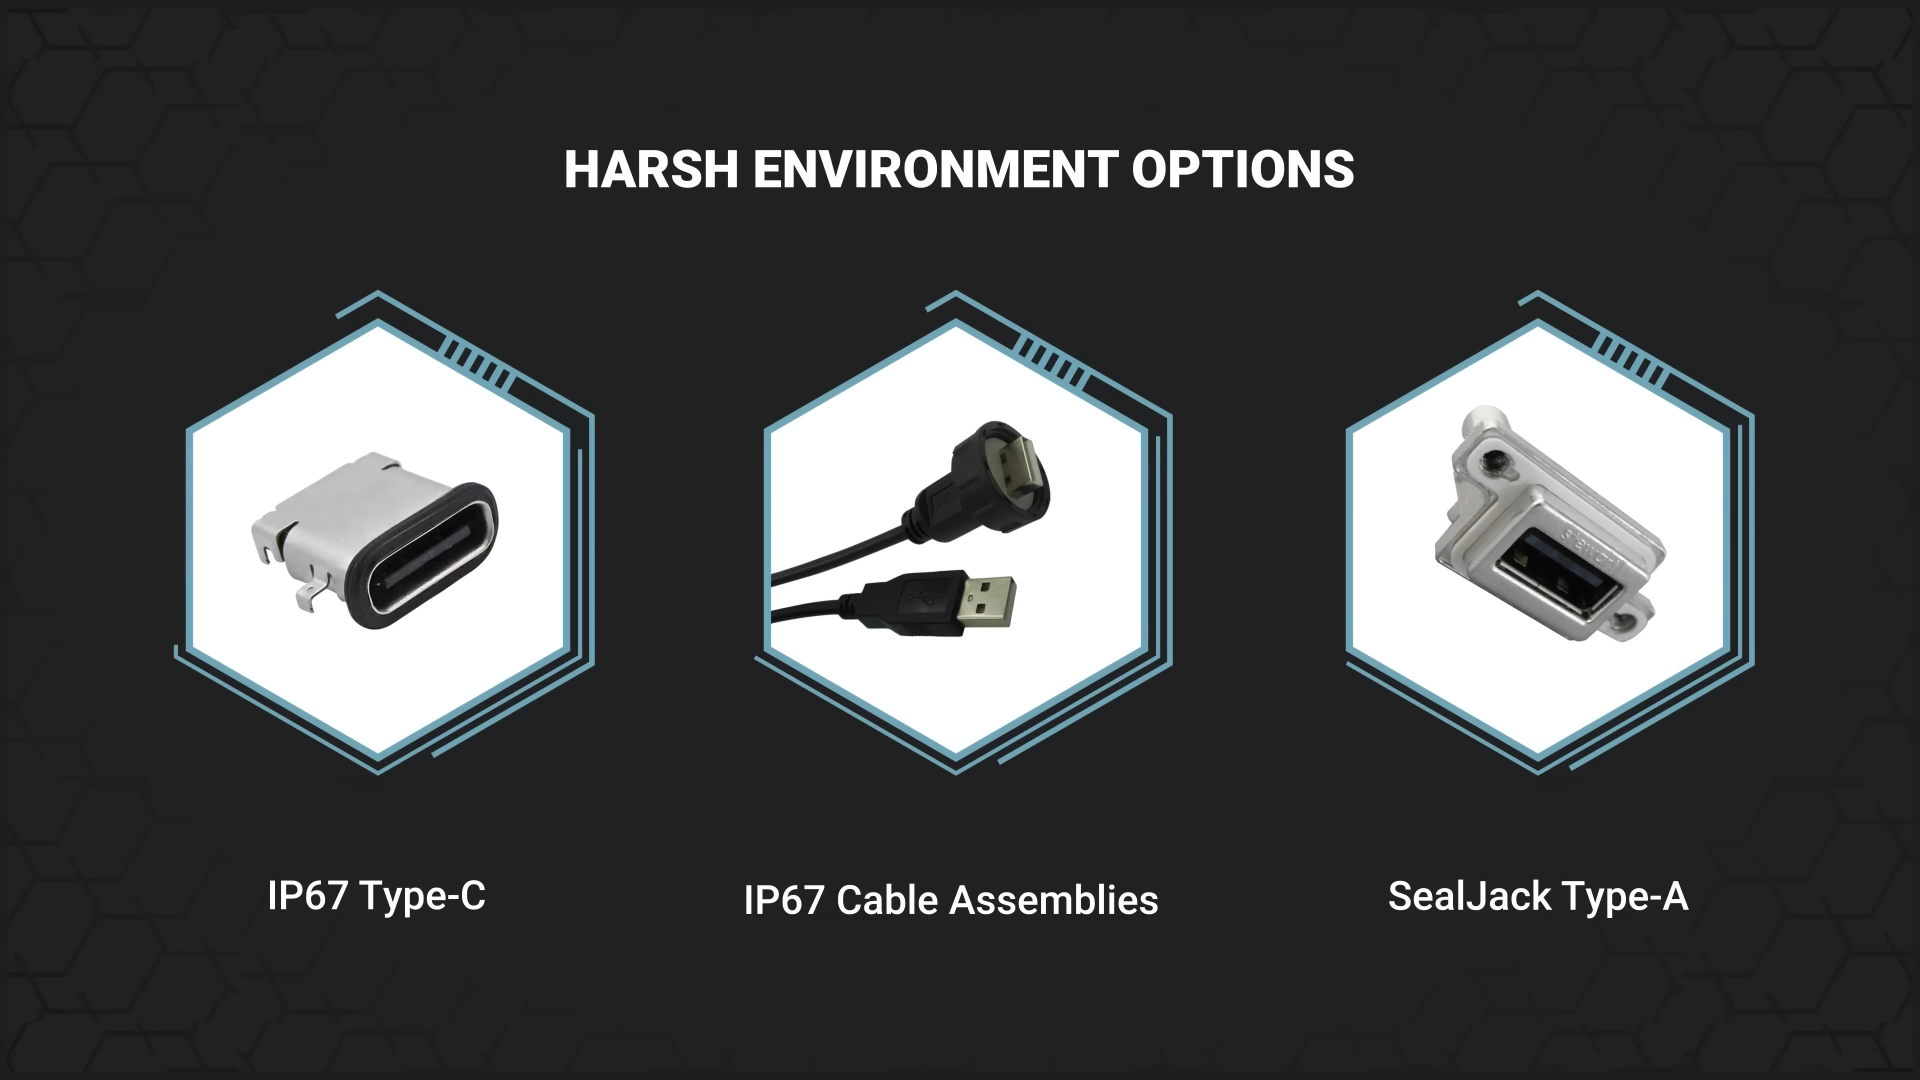 HARSH ENVIRONMENT OPTIONS
IP67 Type-C
IP67 Cable Assemblies
SealJack Type-A